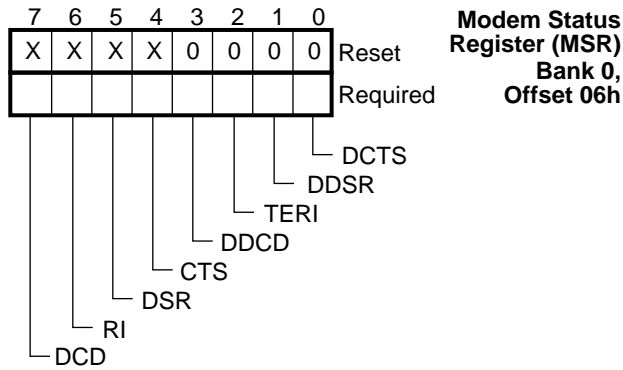 7 6 5 4 3 2 1 0
Modem Status
X X X X 0 0 0 0 Reset
Register (MSR)
Bank 0,
Required
Offset 06h
DCTS
DDSR
TERI
DDCD
CTS
DSR
RI
DCD